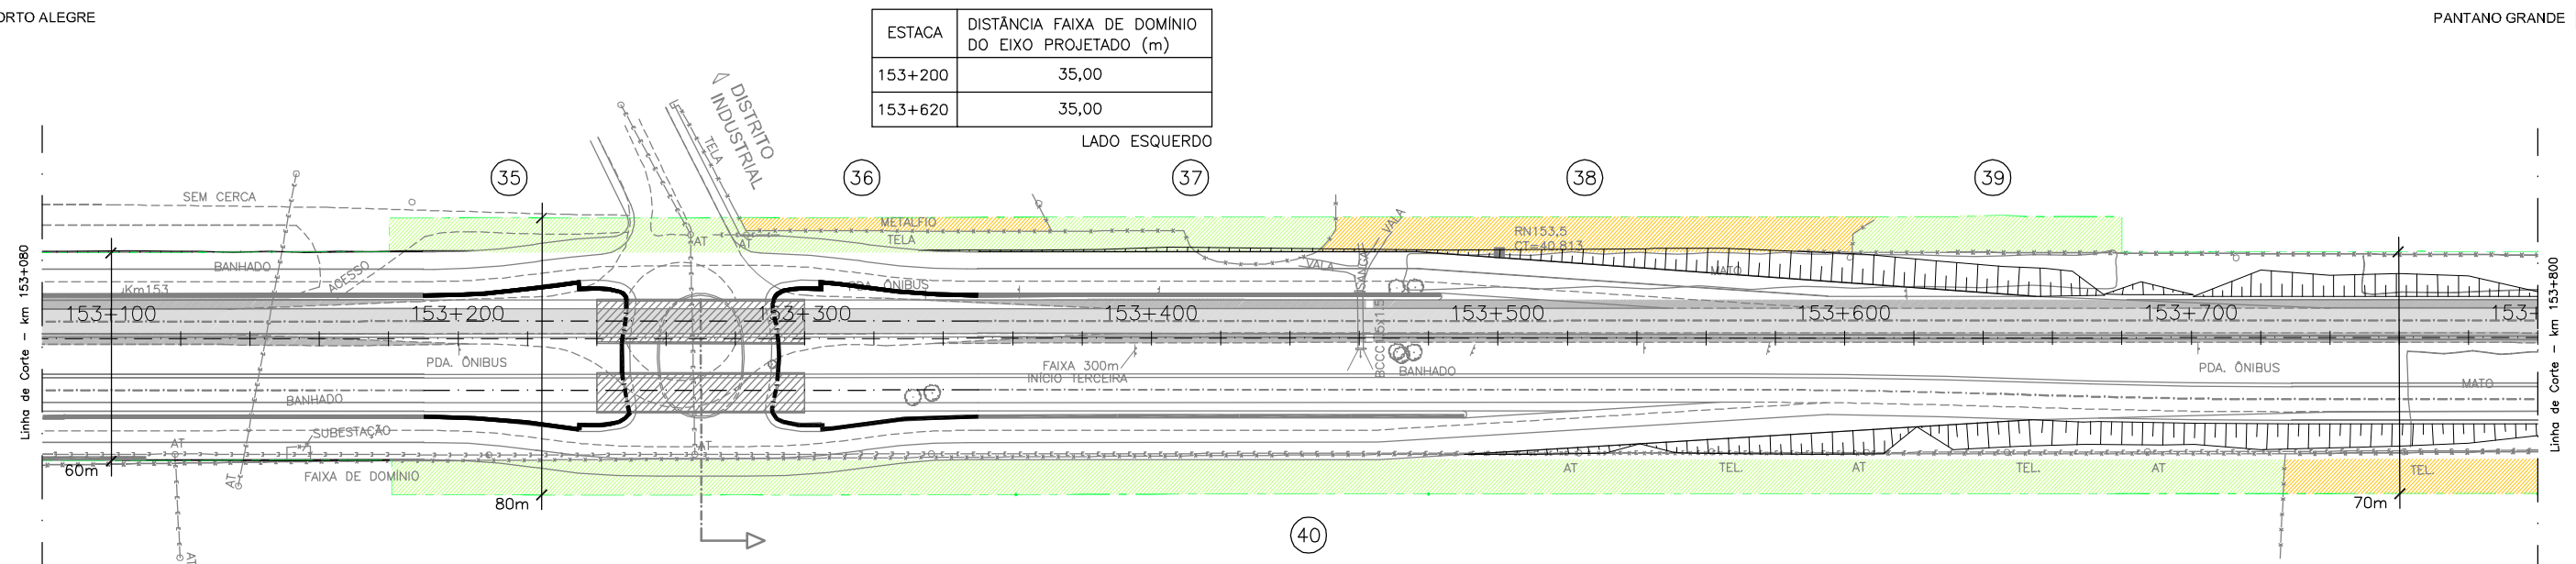 ORTO ALEGRE
PANTANO GRANDE
ESTACA
DISTÂNCIA FAIXA DE DOMÍNIO
DO EIXO PROJETADO (m)
153+200
35,00
153+620
35,00
LADO ESQUERDO
DISTRITO
INDUSTRIAL
TELA
35
36
37
38
39
SEM CERCA
METALFIO
TELA
AT
AT
VALA
RN153,5
CT=40.813
BANHADO
ACESSO
VALA
MATO
Km153
PDA. ÔNIBUS
Linha de Corte - km 153+080
153+100
153+200
153+300
153+400
153+500
153+600
153+700
153+
Linha de Corte - km 153+800
PDA. ÔNIBUS
FAIXA 300m
INÍCIO TERCEIRA
BANHADO
PDA. ÔNIBUS
MATO
BANHADO
SUBESTAÇÃO
AT
AT
60m
AT
FAIXA DE DOMÍNIO
AT
TEL.
AT
TEL.
AT
TEL.
80m
70m
40
AT